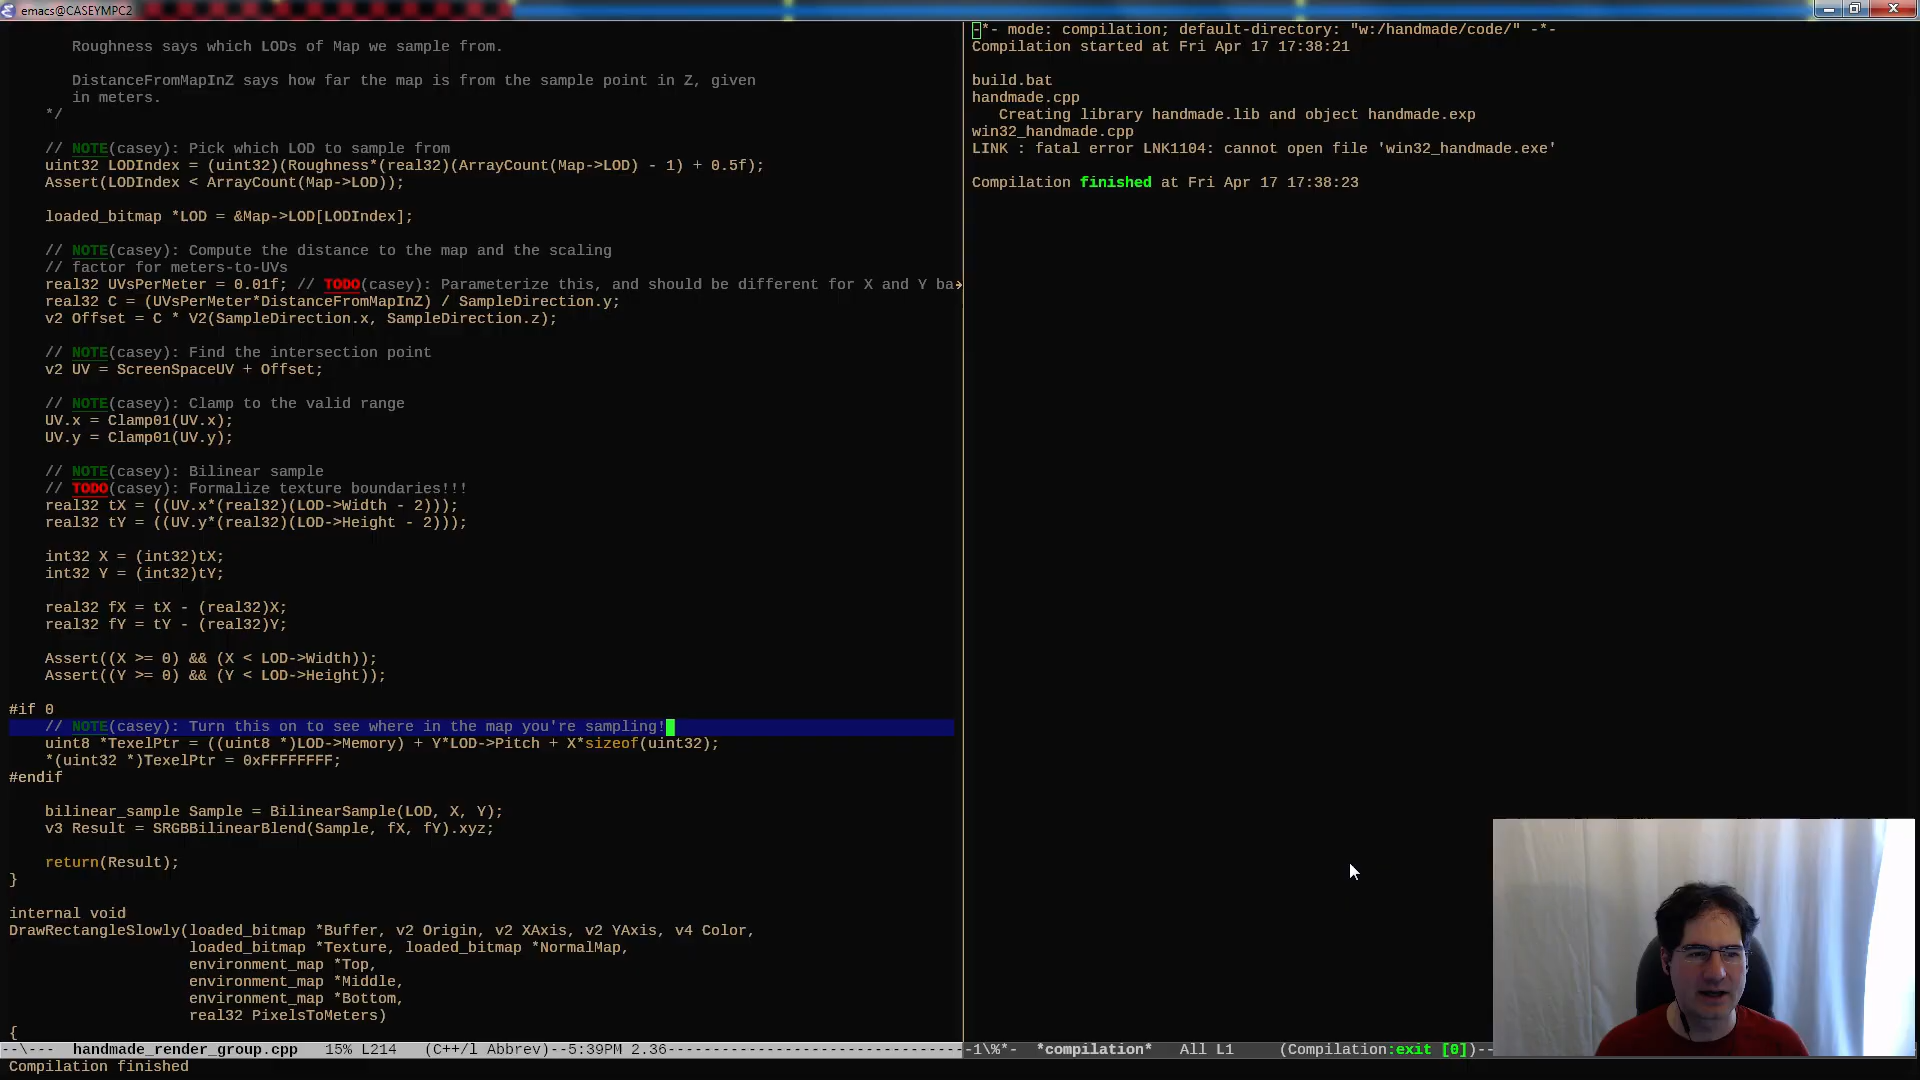 emacs@CASEYMPC2
Roughness says which LODs of Map we sample from.
DistanceFromMapInZ says how far the map is from the sample point in Z, given
in meters.
*/
// NOTE(casey): Pick which LOD to sample from
uint32 LODIndex = (uint32)(Roughness*(real32)(ArrayCount(Map->LOD) - 1) + 0.5f);
Assert(LODIndex < ArrayCount(Map->LOD));
loaded_bitmap *LOD = &Map->LOD[LODIndex];
// NOTE(casey): Compute the distance to the map and the scaling
// factor for meters-to-UVs
real32 UVsPerMeter = 0.01f; // TODO(casey): Parameterize this, and should be different for X and Y ba
real32 C = (UVsPerMeter*DistanceFromMapInZ) / SampleDirection.y;
v2 Offset = C * V2(SampleDirection.x, SampleDirection.z);
// NOTE(casey): Find the intersection point
v2 UV = ScreenSpaceUV + Offset;
// NOTE(casey): Clamp to the valid range
UV.x = Clamp01(UV.x);
UV.y = Clamp01(UV.y);
// NOTE(casey): Bilinear sample
// TODO(casey): Formalize texture boundaries!!!
real32 tX = ((UV.x*(real32)(LOD->Width - 2)));
real32 tY = ((UV.y*(real32)(LOD->Height - 2)));
int32 X = (int32)tX;
int32 Y = (int32)tY;
real32 fX = tX - (real32)X;
real32 fY = tY - (real32)Y;
Assert((X >= 0) && (X < LOD->Width));
Assert((Y >= 0) && (Y < LOD->Height));
#if 0
// NOTE(casey): Turn this on to see where in the map you're sampling!
uint8 *TexelPtr = ((uint8 *)LOD->Memory) + Y*LOD->Pitch + X*sizeof(uint32);
*(uint32 *)TexelPtr = 0xFFFFFFFF;
#endif
bilinear_sample Sample = BilinearSample(LOD, X, Y);
v3 Result = SRGBBilinearBlend(Sample, fX, fY).xyz;
return(Result);
}
internal void
DrawRectangleSlowly(loaded_bitmap *Buffer, v2 Origin, v2 XAxis, v2 YAxis, v4 Color,
loaded_bitmap *Texture, loaded_bitmap *NormalMap,
environment_map *Top,
environment_map *Middle,
environment_map *Bottom,
real32 PixelsToMeters)
{
--\---  handmade_render_group.cpp   15% L214   (C++/l Abbrev)--5:39PM 2.36--------------------------------
Compilation finished
-*- mode: compilation; default-directory: "w:/handmade/code/" -*-
Compilation started at Fri Apr 17 17:38:21
build.bat
handmade.cpp
Creating library handmade.lib and object handmade.exp
win32_handmade.cpp
LINK : fatal error LNK1104: cannot open file 'win32_handmade.exe'
Compilation finished at Fri Apr 17 17:38:23
-1\%*-  *compilation*   All L1     (Compilation:exit [0])--